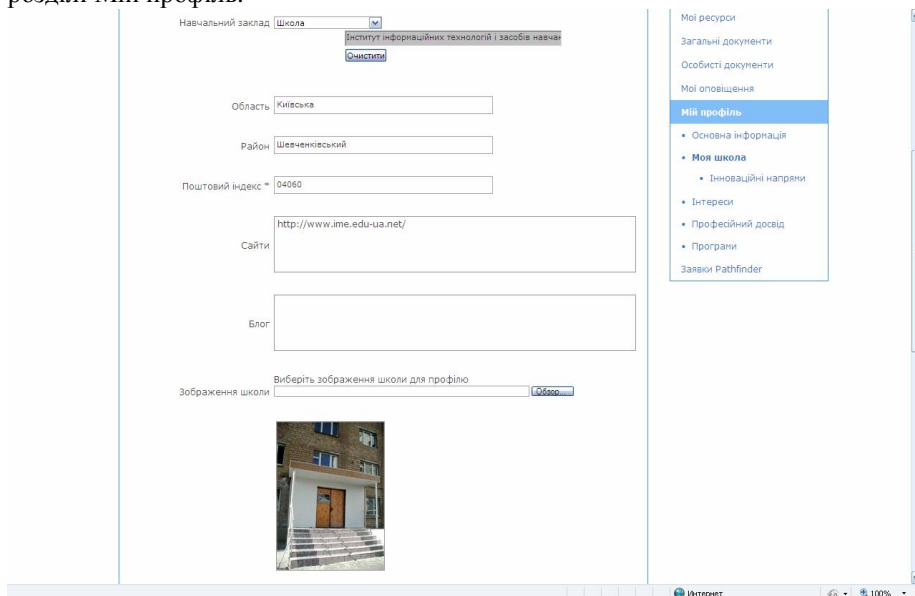 розділі Мій профіль.
Навчальний заклад Школа
Інститут інформаційних технологій і засобів навчан
Очистити
Область Київська
Район Шевченківський
Поштовий індекс * 04060
Сайти http://www.ime.edu-ua.net/
Блог
Виберіть зображення школи для профілю
Зображення школи Обзор...
Мої ресурси
Загальні документи
Особисті документи
Мої оповіщення
Мій профіль
• Основна інформація
• Моя школа
• Інноваційні напрями
• Інтереси
• Професійний досвід
• Програми
Заявки Pathfinder
Интернет 100%